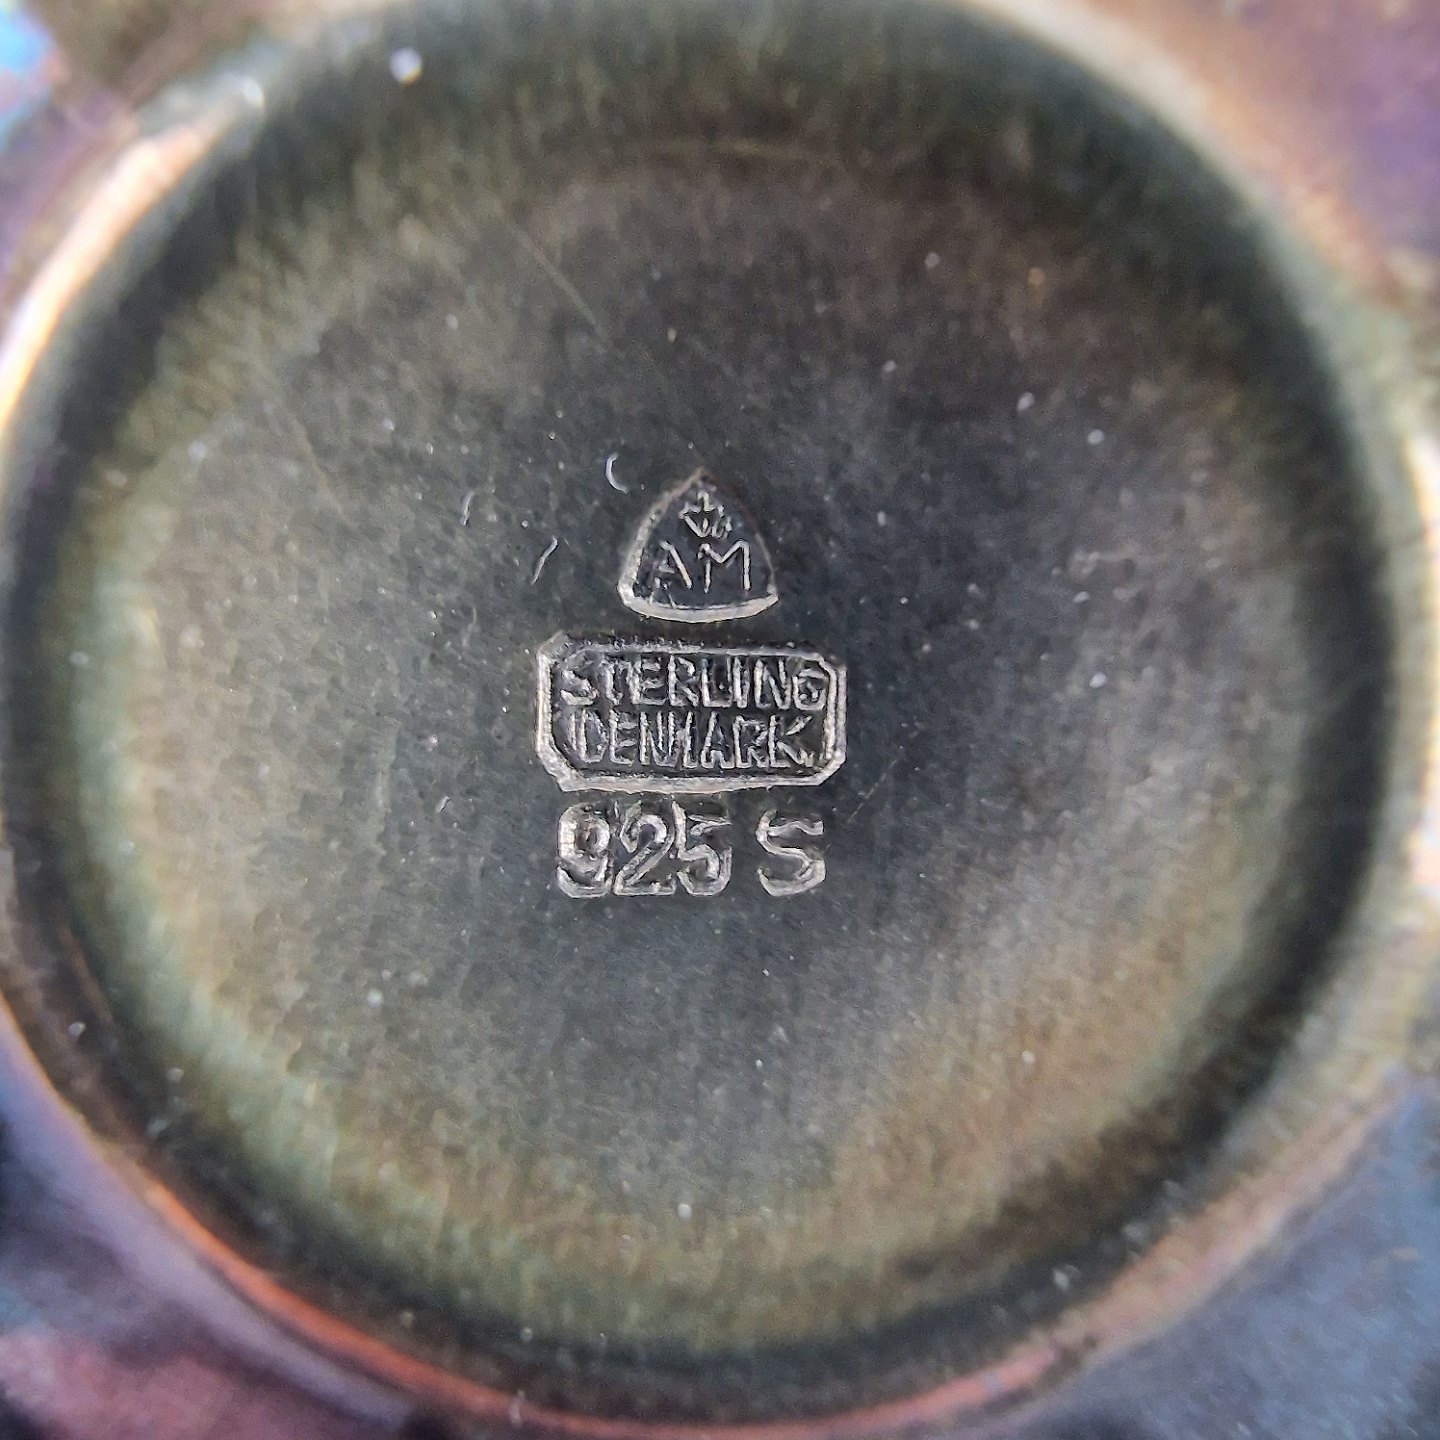 AM
STERLING
DENMARK
925 S